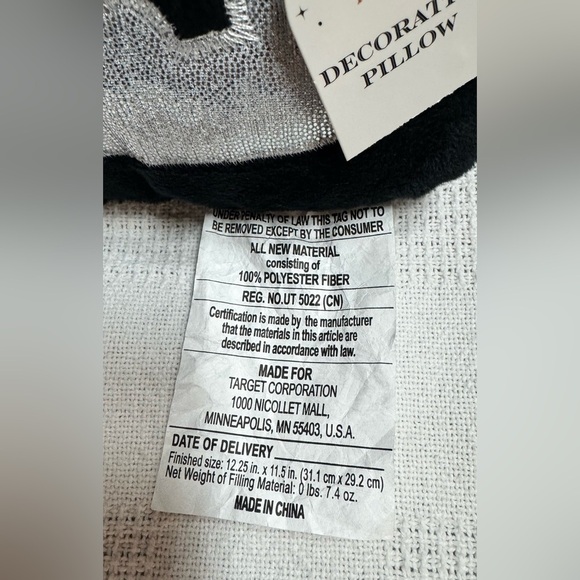 DECORATI
PILLOW
UNDER PENALTY OF LAW THIS TAG NOT TO
BE REMOVED EXCEPT BY THE CONSUMER
ALL NEW MATERIAL
consisting of
100% POLYESTER FIBER
REG. NO.UT 5022 (CN)
Certification is made by the manufacturer
that the materials in this article are
described in accordance with law.
MADE FOR
TARGET CORPORATION
1000 NICOLLET MALL,
MINNEAPOLIS, MN 55403, U.S.A.
DATE OF DELIVERY
Finished size: 12.25 in. x 11.5 in. (31.1 cm x 29.2 cm)
Net Weight of Filling Material: 0 lbs. 7.4 oz.
MADE IN CHINA